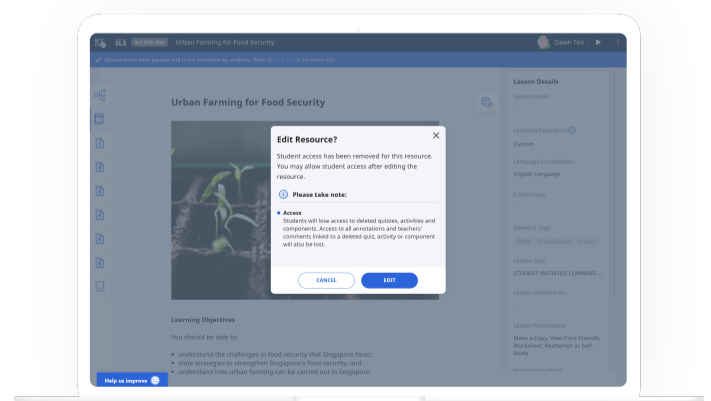 SLS
Urban Farming for Food Security
Dawn Teo
Resource has been paused and is not accessible by students. Refer to User Guide for more info.
Lesson Details
Lesson Notes
-
Urban Farming for Food Security
Learning Experience
Custom
English Language
E-Dictionary
-
Keyword Tags
Lesson Tags
STUDENT-INITIATED LEARNING ...
Lesson Credited to...
-
Lesson Permissions
Make a Copy, View Print-Friendly
Worksheet, Reattempt as Self-
Study
Edit Resource?
Student access has been removed for this resource.
You may allow student access after editing the
resource.
Please take note:
• Access
Students will lose access to deleted quizzes, activities and
components. Access to all annotations and teachers'
comments linked to a deleted quiz, activity or component
will also be lost.
CANCEL
EDIT
Learning Objectives
You should be able to:
• understand the challenges in food security that Singapore faces;
• state strategies to strengthen Singapore's food security; and
• understand how urban farming can be carried out in Singapore.
Help us improve